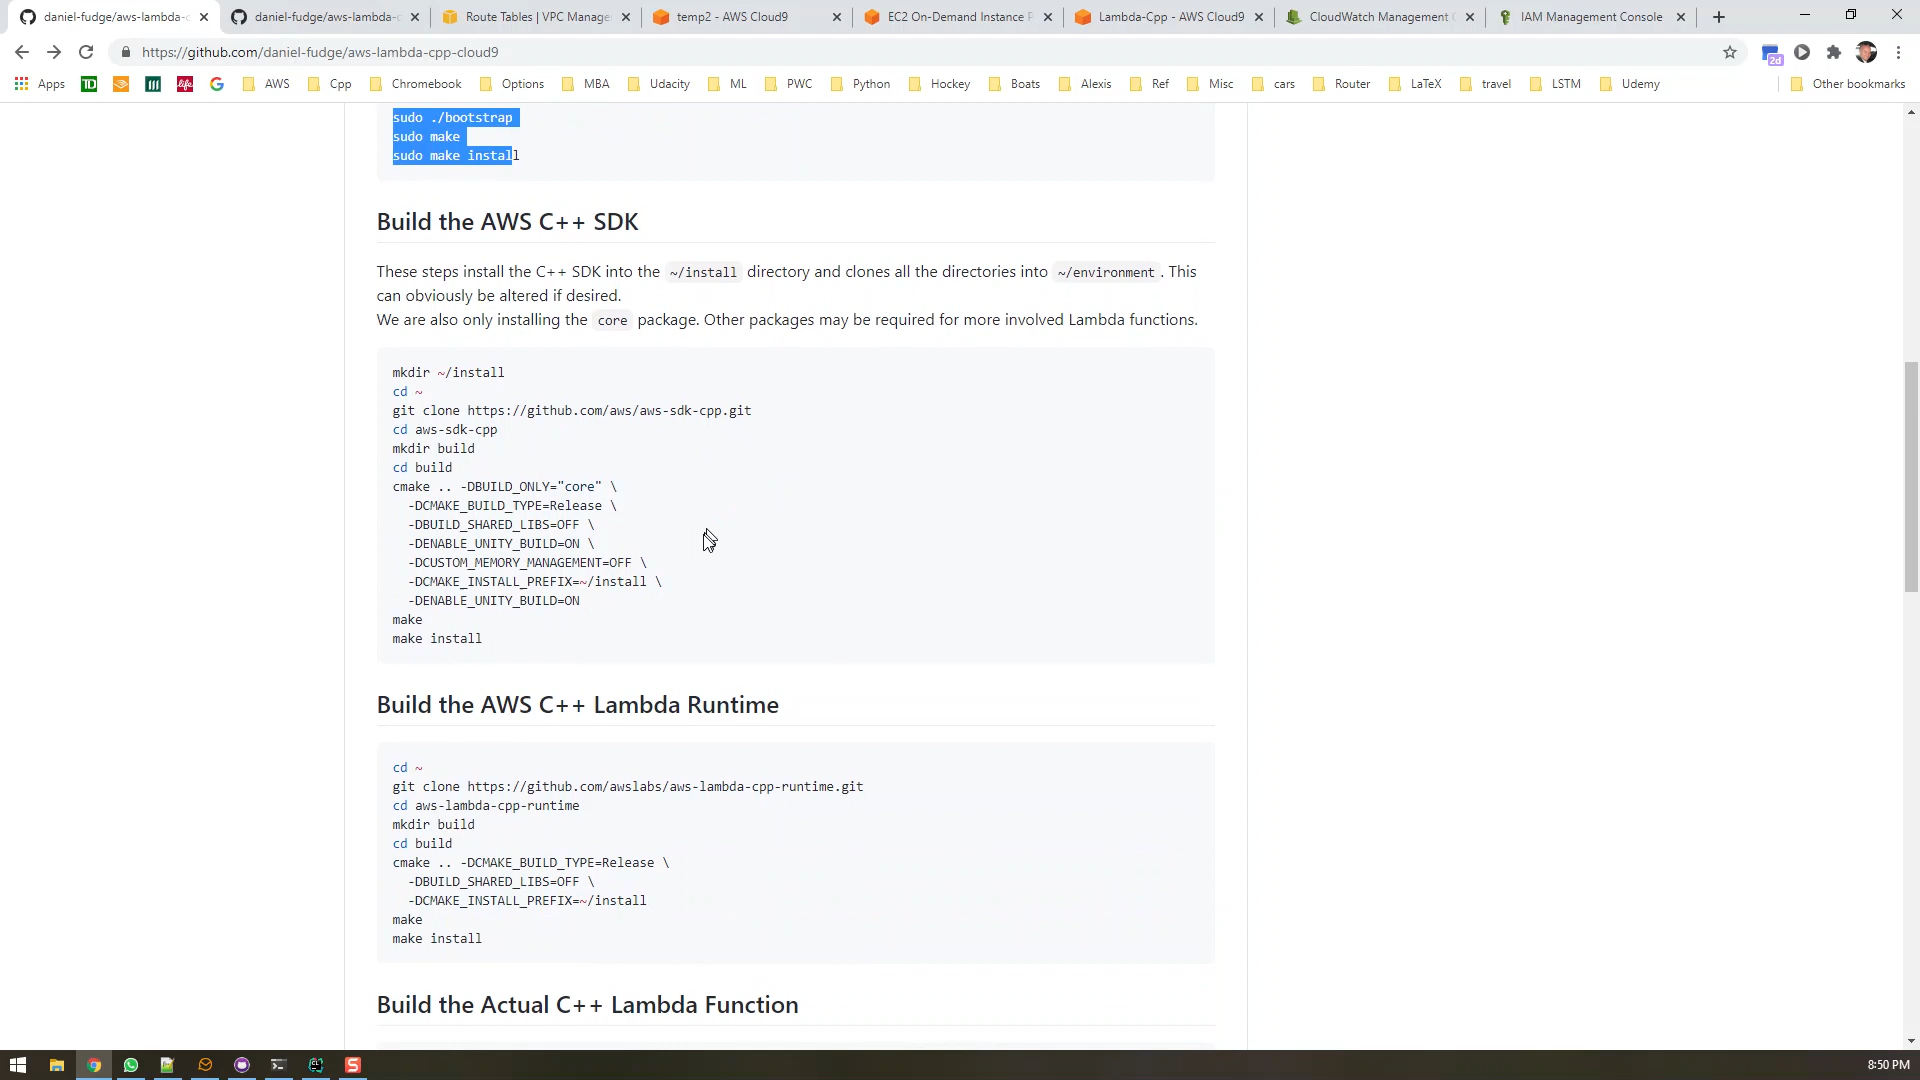 daniel-fudge/aws-lambda-c
daniel-fudge/aws-lambda-c
Route Tables | VPC Manage
temp2 - AWS Cloud9
EC2 On-Demand Instance P
Lambda-Cpp - AWS Cloud9
CloudWatch Management C
IAM Management Console
https://github.com/daniel-fudge/aws-lambda-cpp-cloud9
2d
Apps
TD
life
AWS
Cpp
Chromebook
Options
MBA
Udacity
ML
PWC
Python
Hockey
Boats
Alexis
Ref
Misc
cars
Router
LaTeX
travel
LSTM
Udemy
Other bookmarks
sudo ./bootstrap
sudo make
sudo make install
Build the AWS C++ SDK
These steps install the C++ SDK into the ~/install directory and clones all the directories into ~/environment. This
can obviously be altered if desired.
We are also only installing the core package. Other packages may be required for more involved Lambda functions.
mkdir ~/install
cd ~
git clone https://github.com/aws/aws-sdk-cpp.git
cd aws-sdk-cpp
mkdir build
cd build
cmake .. -DBUILD_ONLY="core" \
-DCMAKE_BUILD_TYPE=Release \
-DBUILD_SHARED_LIBS=OFF \
-DENABLE_UNITY_BUILD=ON \
-DCUSTOM_MEMORY_MANAGEMENT=OFF \
-DCMAKE_INSTALL_PREFIX=~/install \
-DENABLE_UNITY_BUILD=ON
make
make install
Build the AWS C++ Lambda Runtime
cd ~
git clone https://github.com/awslabs/aws-lambda-cpp-runtime.git
cd aws-lambda-cpp-runtime
mkdir build
cd build
cmake .. -DCMAKE_BUILD_TYPE=Release \
-DBUILD_SHARED_LIBS=OFF \
-DCMAKE_INSTALL_PREFIX=~/install
make
make install
Build the Actual C++ Lambda Function
8:50 PM